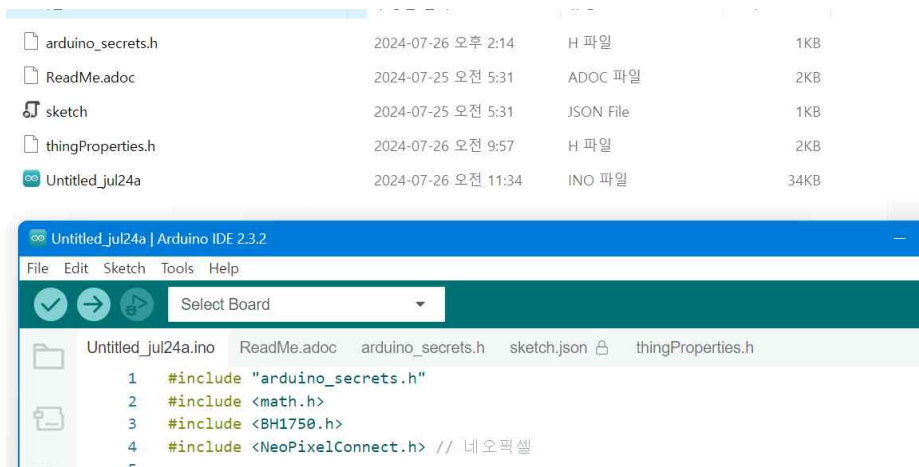 arduino_secrets.h 2024-07-26 오후 2:14 H 파일 1KB
ReadMe.adoc 2024-07-25 오전 5:31 ADOC 파일 2KB
sketch 2024-07-25 오전 5:31 JSON File 1KB
thingProperties.h 2024-07-26 오전 9:57 H 파일 2KB
Untitled_jul24a 2024-07-26 오전 11:34 INO 파일 34KB
Untitled_jul24a | Arduino IDE 2.3.2
File Edit Sketch Tools Help
Select Board
Untitled_jul24a.ino ReadMe.adoc arduino_secrets.h sketch.json thingProperties.h
1 #include "arduino_secrets.h"
2 #include <math.h>
3 #include <BH1750.h>
4 #include <NeoPixelConnect.h> // 네오픽셀